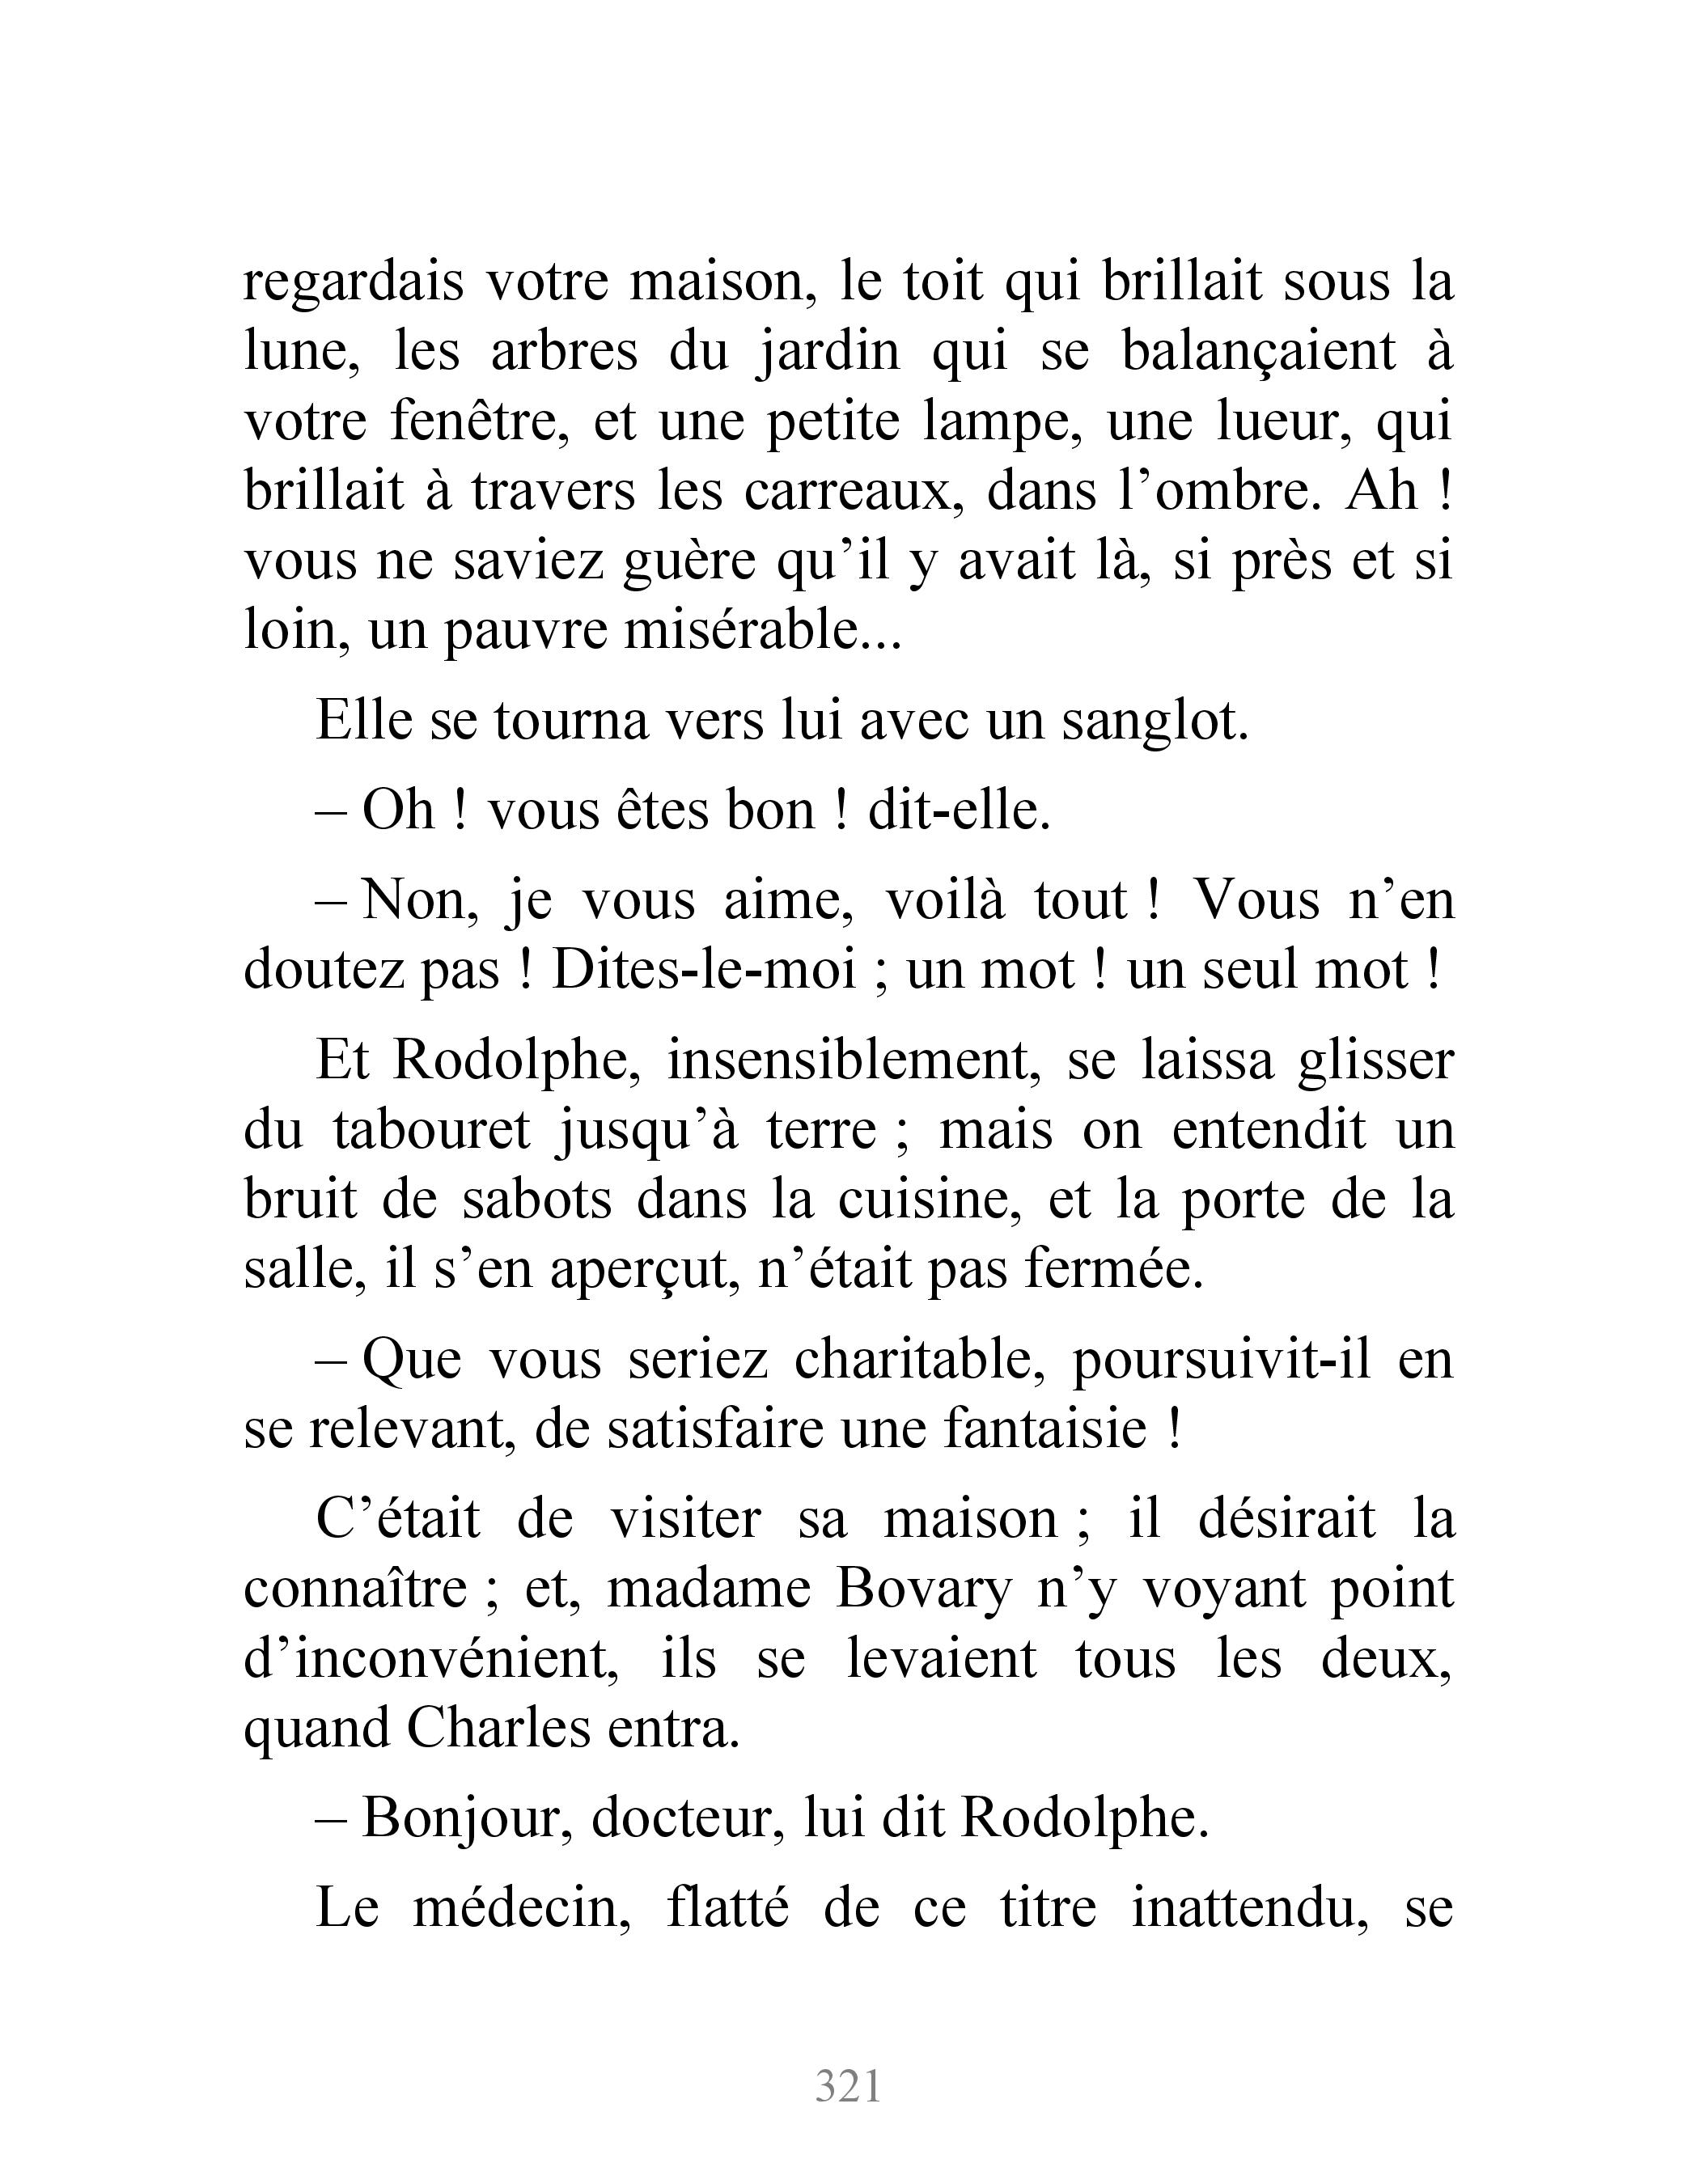 regardais votre maison, le toit qui brillait sous la
lune, les arbres du jardin qui se balançaient à
votre fenêtre, et une petite lampe, une lueur, qui
brillait à travers les carreaux, dans l’ombre. Ah !
vous ne saviez guère qu’il y avait là, si près et si
loin, un pauvre misérable...
Elle se tourna vers lui avec un sanglot.
– Oh ! vous êtes bon ! dit-elle.
– Non, je vous aime, voilà tout ! Vous n’en
doutez pas ! Dites-le-moi ; un mot ! un seul mot !
Et Rodolphe, insensiblement, se laissa glisser
du tabouret jusqu’à terre ; mais on entendit un
bruit de sabots dans la cuisine, et la porte de la
salle, il s’en aperçut, n’était pas fermée.
– Que vous seriez charitable, poursuivit-il en
se relevant, de satisfaire une fantaisie !
C’était de visiter sa maison ; il désirait la
connaître ; et, madame Bovary n’y voyant point
d’inconvénient, ils se levaient tous les deux,
quand Charles entra.
– Bonjour, docteur, lui dit Rodolphe.
Le médecin, flatté de ce titre inattendu, se
321